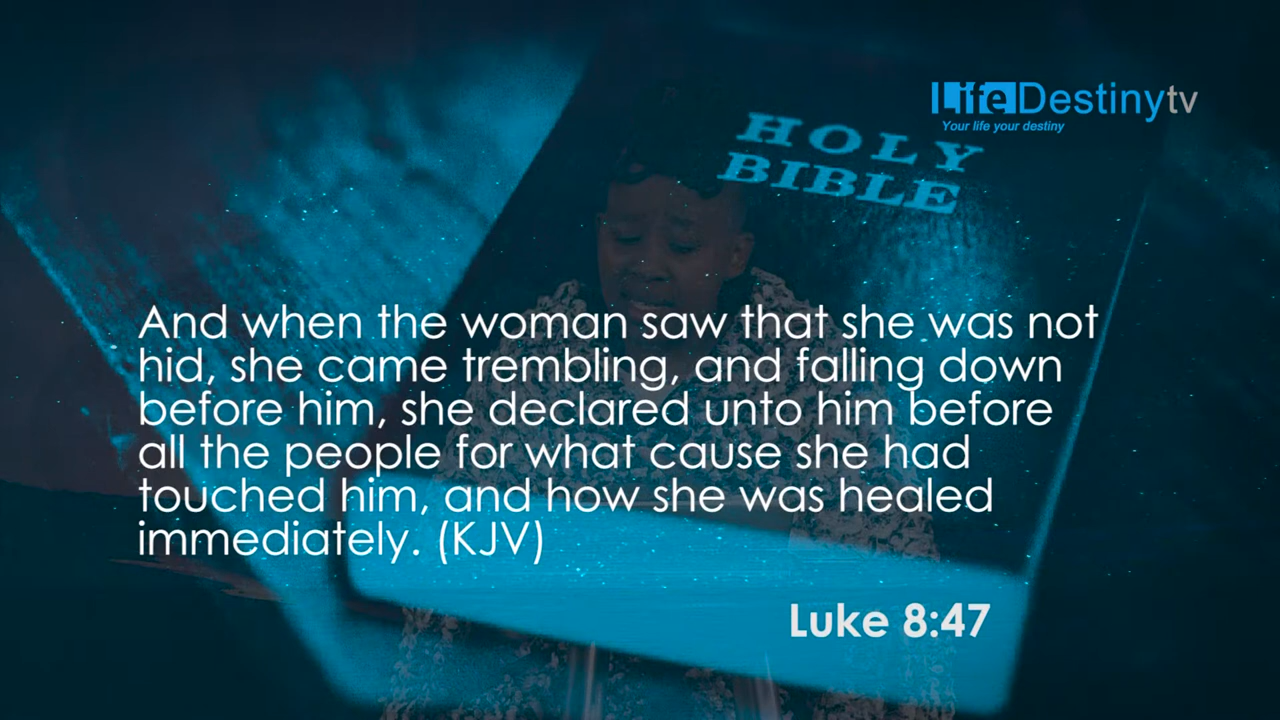 LifeDestinytv
Your life your destiny
HOLY
BIBLE
And when the woman saw that she was not
hid, she came trembling, and falling down
before him, she declared unto him before
all the people for what cause she had
touched him, and how she was healed
immediately. (KJV)
Luke 8:47